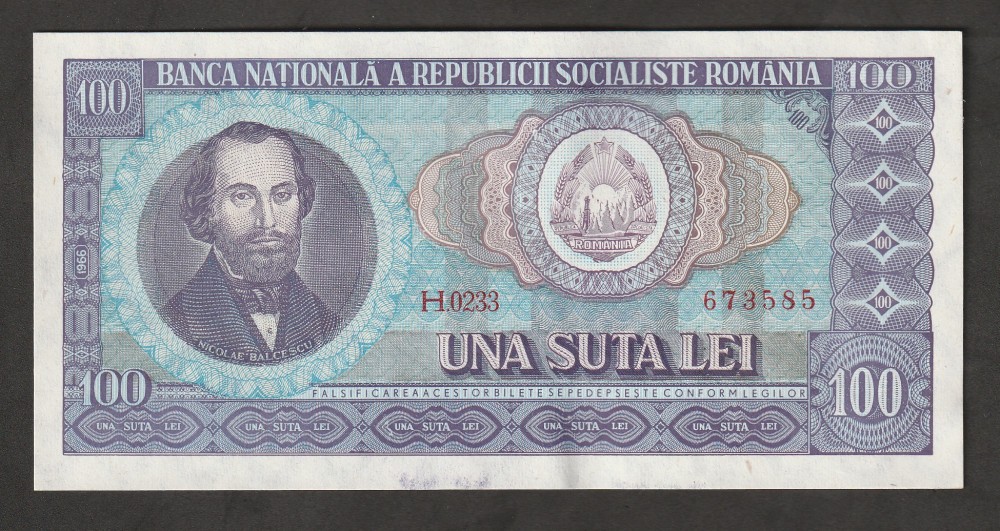 100 BANCA NAȚIONALĂ A REPUBLICII SOCIALISTE ROMÂNIA 100
100
100
100
100
100
1966
ROMÂNIA
H.0233 673585
NICOLAE BALCESCU
UNA SUTA LEI
100 FALSIFICAREA ACESTOR BILETE SE PEDEPSEȘTE CONFORM LEGILOR 100
UNA SUTA LEI UNA SUTA LEI UNA SUTA LEI UNA SUTA LEI UNA SUTA LEI